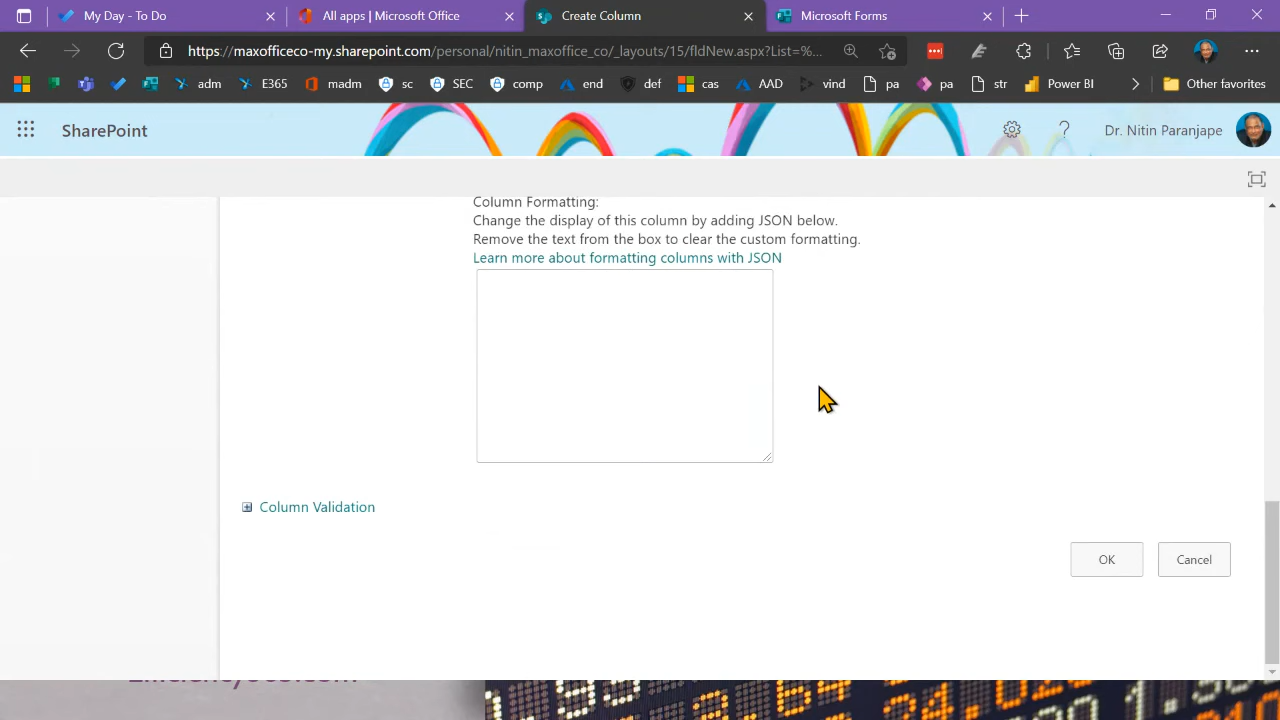 My Day - To Do
All apps | Microsoft Office
Create Column
Microsoft Forms
https://maxofficeco-my.sharepoint.com/personal/nitin_maxoffice_co/_layouts/15/fldNew.aspx?List=%...
adm
E365
madm
sc
SEC
comp
end
def
cas
AAD
vind
pa
pa
str
Power BI
Other favorites
SharePoint
Dr. Nitin Paranjape
Column Formatting:
Change the display of this column by adding JSON below.
Remove the text from the box to clear the custom formatting.
Learn more about formatting columns with JSON
Column Validation
OK
Cancel